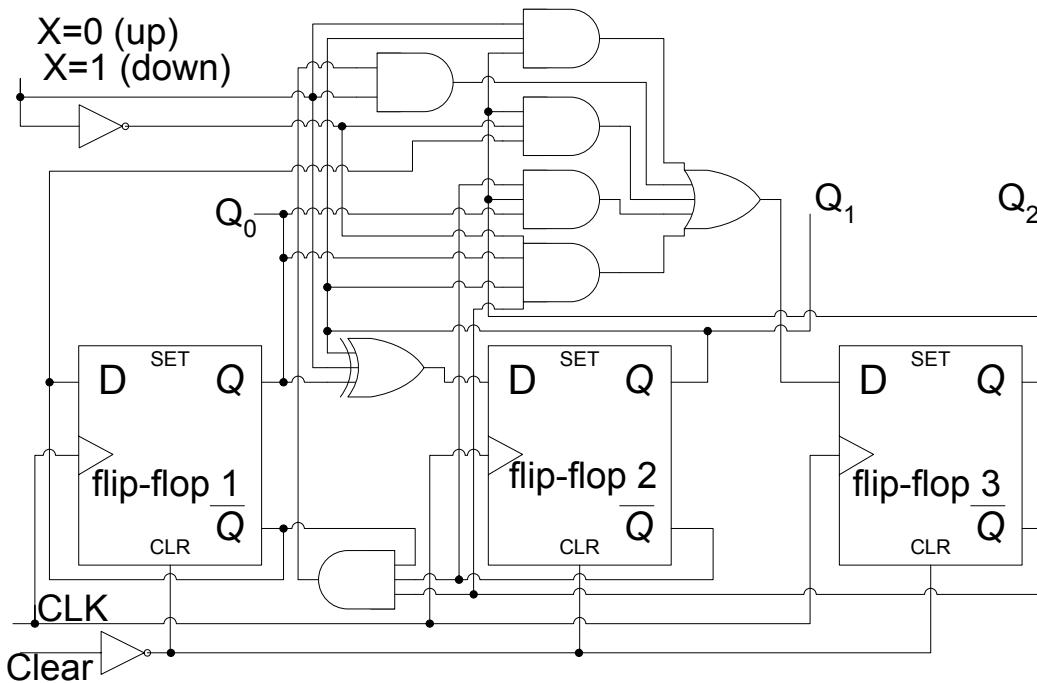 X=0 (up)
X=1 (down)
Q0
Q1
Q2
SET
D Q
flip-flop 1
Q
CLR
SET
D Q
flip-flop 2
Q
CLR
SET
D Q
flip-flop 3
Q
CLR
CLK
Clear